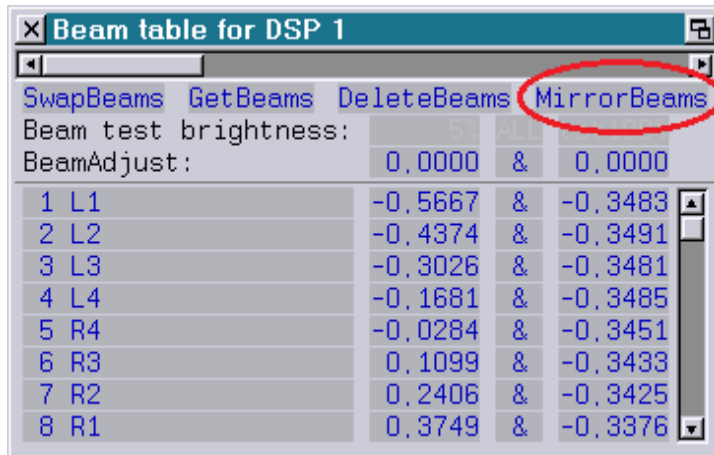 Beam table for DSP 1
SwapBeams GetBeams DeleteBeams MirrorBeams
Beam test brightness: 5% ALL
BeamAdjust: 0,0000 & 0,0000
1 L1 -0,5667 & -0,3483
2 L2 -0,4374 & -0,3491
3 L3 -0,3026 & -0,3481
4 L4 -0,1681 & -0,3485
5 R4 -0,0284 & -0,3451
6 R3 0,1099 & -0,3433
7 R2 0,2406 & -0,3425
8 R1 0,3749 & -0,3376